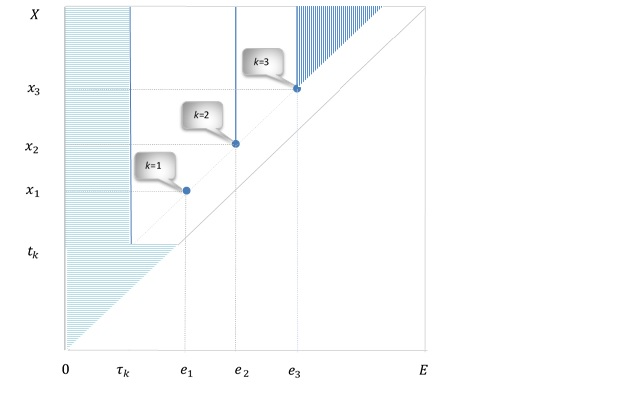 X
k=3
x₃
k=2
x₂
k=1
x₁
tₖ
0 τₖ e₁ e₂ e₃ E